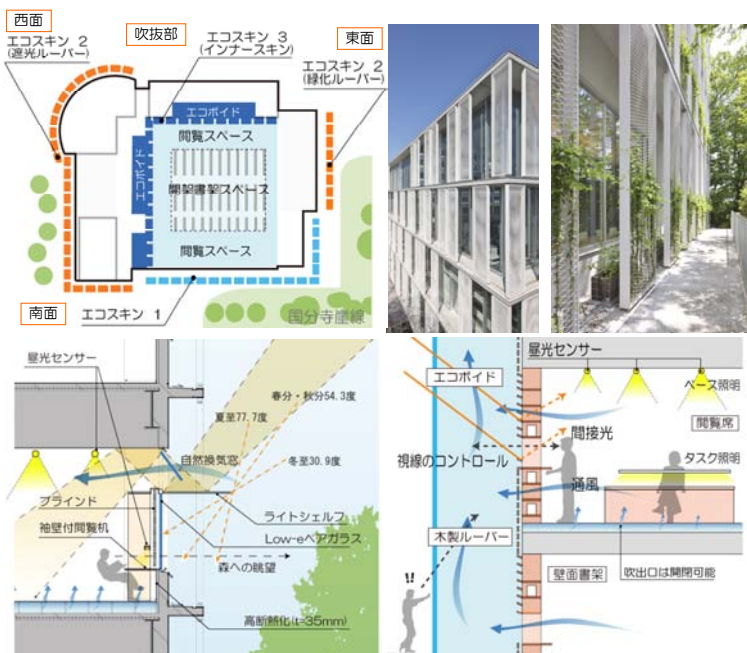 西面
エコスキン 2
(遮光ルーバー)
吹抜部
エコスキン 3
(インナースキン)
東面
エコスキン 2
(緑化ルーバー)
エコボイド
閲覧スペース
エコボイド
開架書架スペース
閲覧スペース
南面
エコスキン 1
国分寺崖線
昼光センサー
春分・秋分54.3度
夏至77.7度
自然換気窓
冬至30.9度
ブラインド
ライトシェルフ
袖壁付閲覧机
Low-eペアガラス
森への眺望
高断熱化(t=35mm)
昼光センサー
エコボイド
ベース照明
閲覧席
間接光
視線のコントロール
タスク照明
通風
木製ルーバー
!!
壁面書架
吹出口は開閉可能